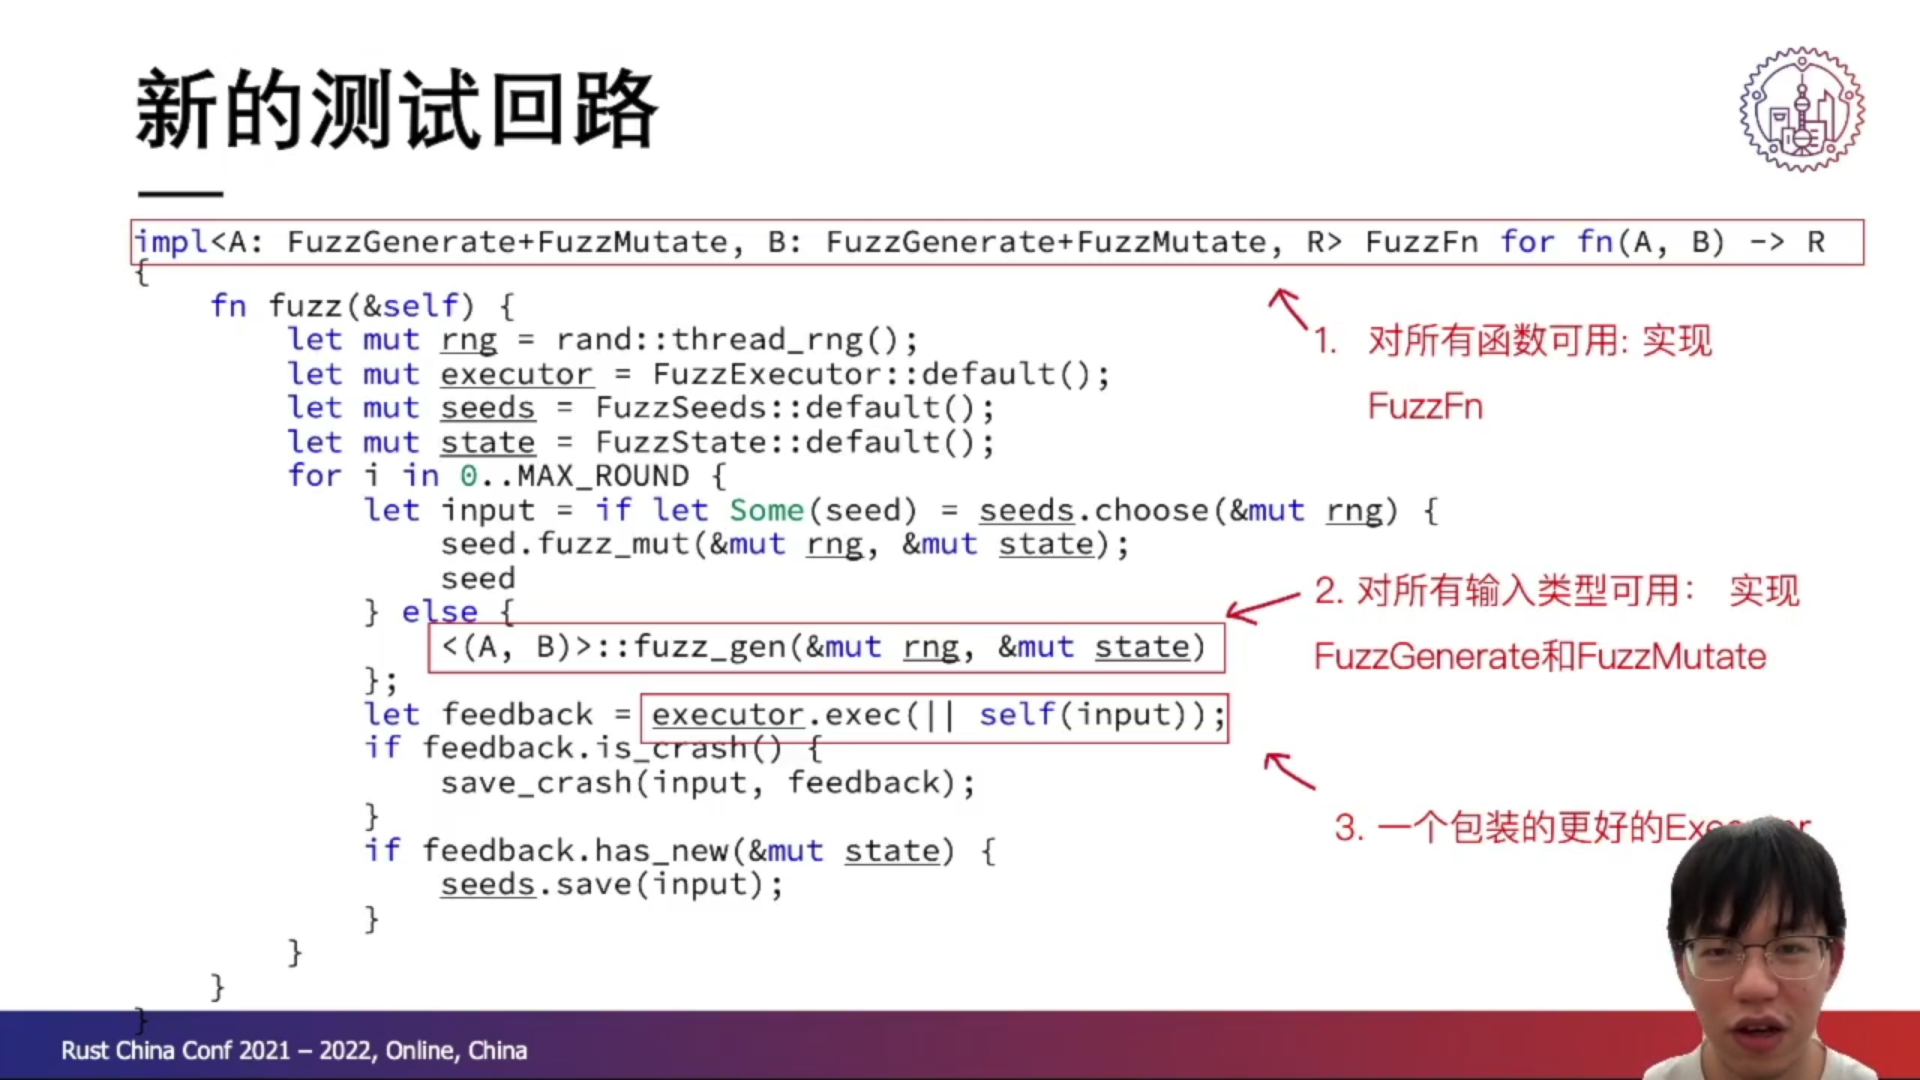 新的测试回路
impl<A: FuzzGenerate+FuzzMutate, B: FuzzGenerate+FuzzMutate, R> FuzzFn for fn(A, B) -> R
{
fn fuzz(&self) {
let mut rng = rand::thread_rng();
let mut executor = FuzzExecutor::default();
let mut seeds = FuzzSeeds::default();
let mut state = FuzzState::default();
for i in 0..MAX_ROUND {
let input = if let Some(seed) = seeds.choose(&mut rng) {
seed.fuzz_mut(&mut rng, &mut state);
seed
} else {
<(A, B)>::fuzz_gen(&mut rng, &mut state)
};
let feedback = executor.exec(|| self(input));
if feedback.is_crash() {
save_crash(input, feedback);
}
if feedback.has_new(&mut state) {
seeds.save(input);
}
}
}
}
1. 对所有函数可用: 实现
FuzzFn
2. 对所有输入类型可用： 实现
FuzzGenerate和FuzzMutate
3. 一个包装的更好的
Rust China Conf 2021 – 2022, Online, China